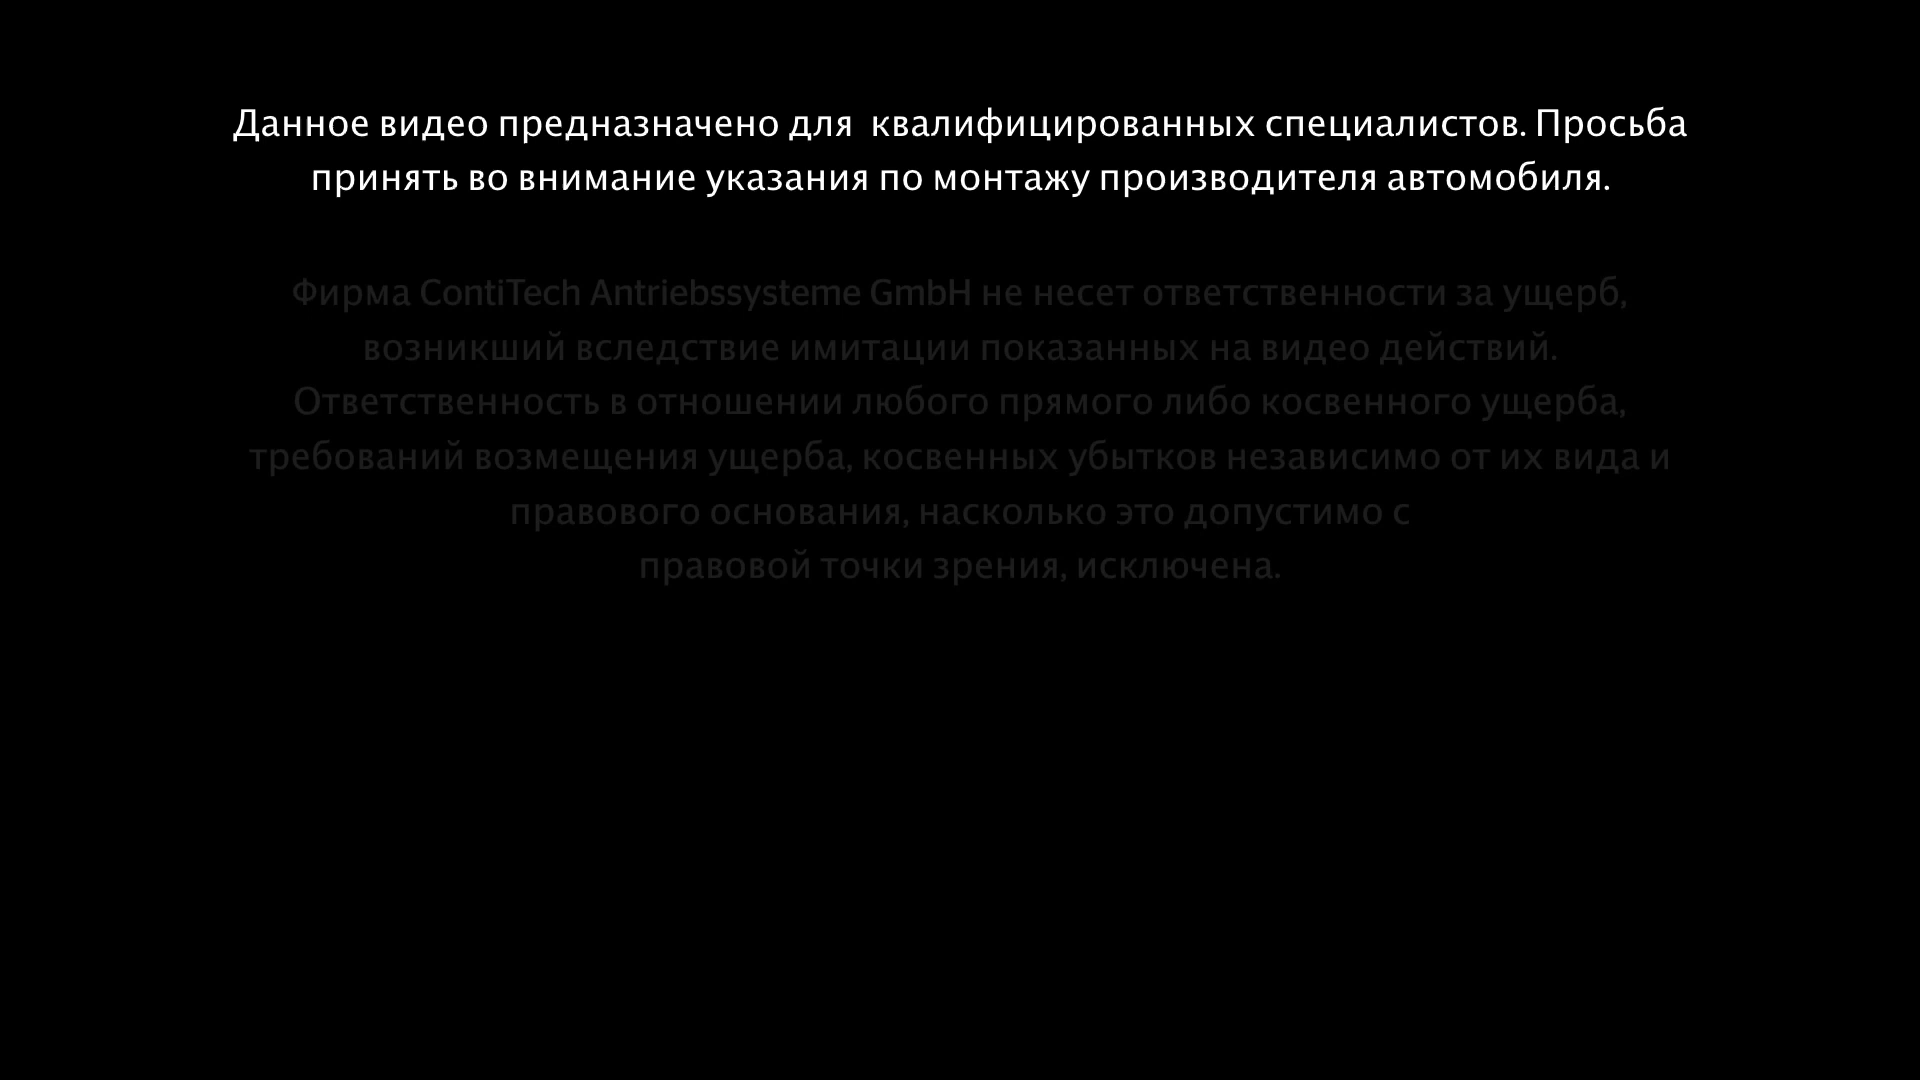 Данное видео предназначено для  квалифицированных специалистов. Просьба
принять во внимание указания по монтажу производителя автомобиля.
Фирма ContiTech Antriebssysteme GmbH не несет ответственности за ущерб,
возникший вследствие имитации показанных на видео действий.
Ответственность в отношении любого прямого либо косвенного ущерба,
требований возмещения ущерба, косвенных убытков независимо от их вида и
правового основания, насколько это допустимо с
правовой точки зрения, исключена.